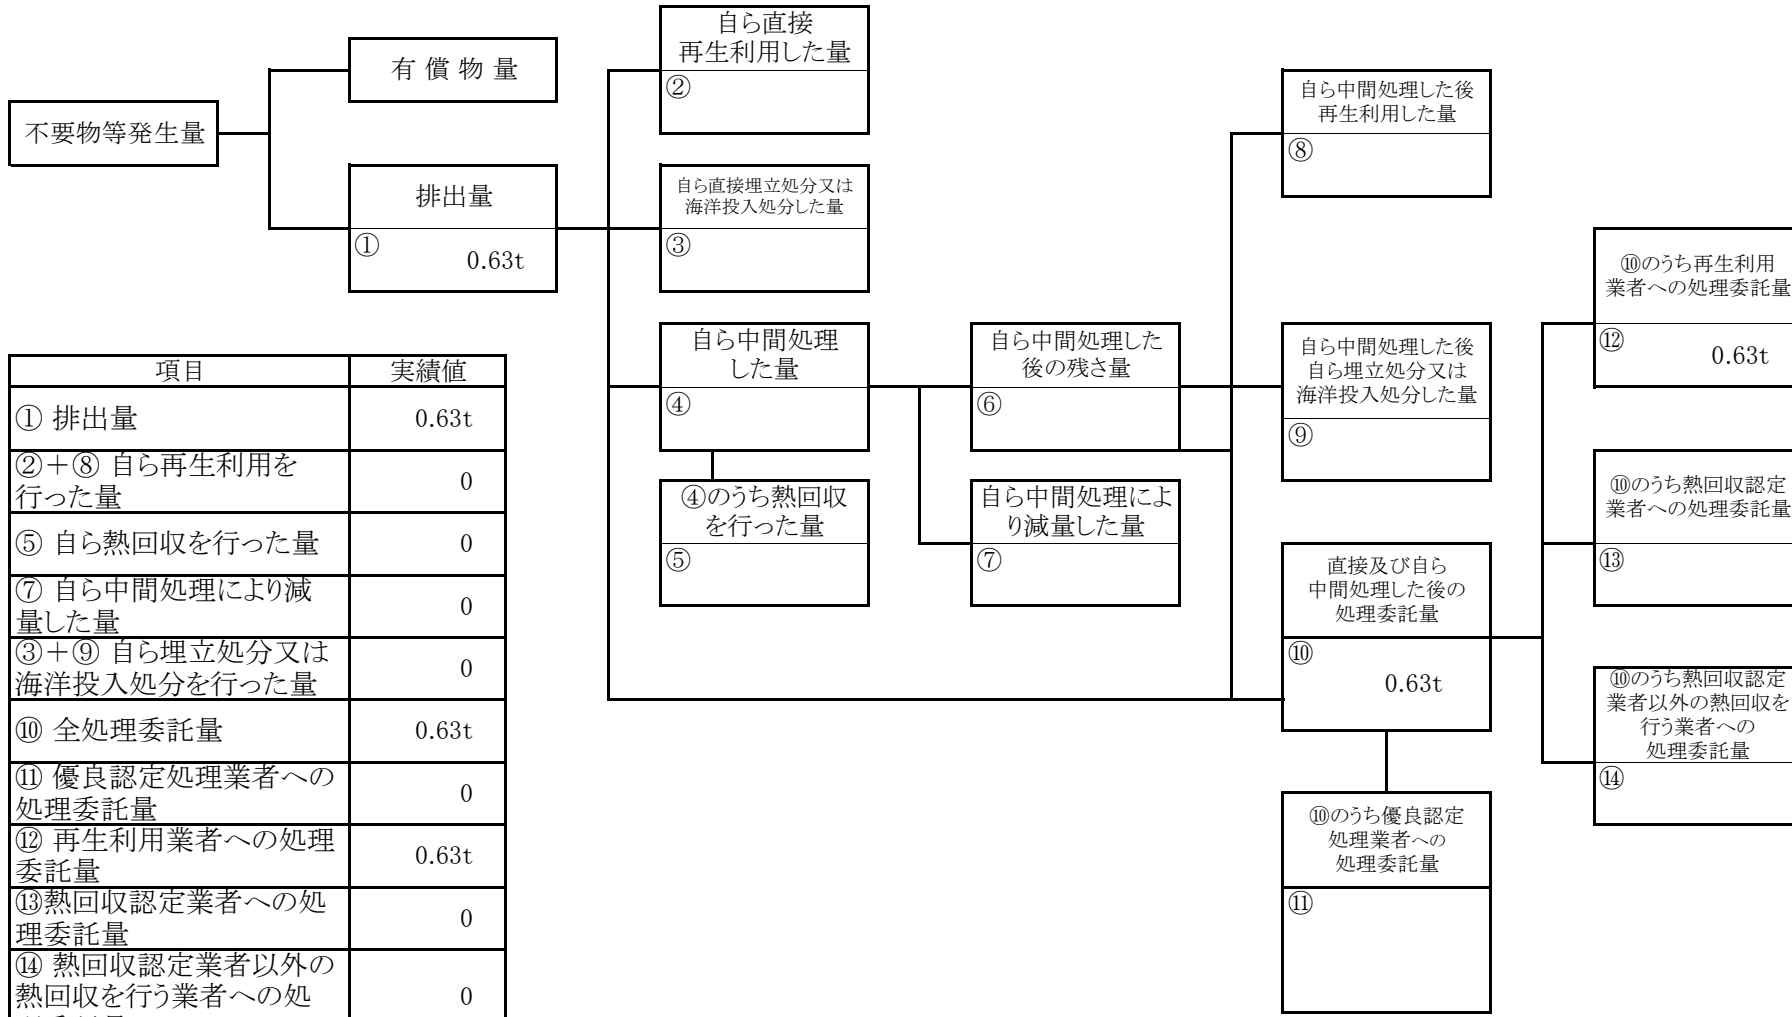 不要物等発生量
有 償 物 量
排出量
①
0.63t
自ら直接
再生利用した量
②
自ら直接埋立処分又は
海洋投入処分した量
③
自ら中間処理
した量
④
④のうち熱回収
を行った量
⑤
自ら中間処理した
後の残さ量
⑥
自ら中間処理によ
り減量した量
⑦
自ら中間処理した後
再生利用した量
⑧
自ら中間処理した後
自ら埋立処分又は
海洋投入処分した量
⑨
直接及び自ら
中間処理した後の
処理委託量
⑩
0.63t
⑩のうち優良認定
処理業者への
処理委託量
⑪
⑩のうち再生利用
業者への処理委託量
⑫
0.63t
⑩のうち熱回収認定
業者への処理委託量
⑬
⑩のうち熱回収認定
業者以外の熱回収を
行う業者への
処理委託量
⑭
項目 実績値
① 排出量 0.63t
②+⑧ 自ら再生利用を
行った量 0
⑤ 自ら熱回収を行った量 0
⑦ 自ら中間処理により減
量した量 0
③+⑨ 自ら埋立処分又は
海洋投入処分を行った量 0
⑩ 全処理委託量 0.63t
⑪ 優良認定処理業者への
処理委託量 0
⑫ 再生利用業者への処理
委託量 0.63t
⑬熱回収認定業者への処
理委託量 0
⑭ 熱回収認定業者以外の
熱回収を行う業者への処 0